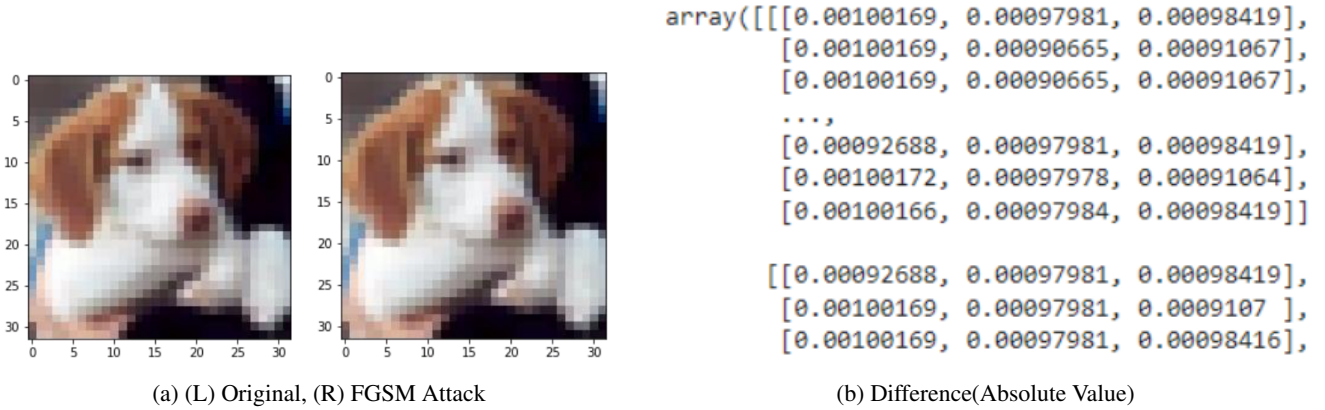 array([[[0.00100169, 0.00097981, 0.00098419],
[0.00100169, 0.00090665, 0.00091067],
[0.00100169, 0.00090665, 0.00091067],
...,
[0.00092688, 0.00097981, 0.00098419],
[0.00100172, 0.00097978, 0.00091064],
[0.00100166, 0.00097984, 0.00098419]]
[[0.00092688, 0.00097981, 0.00098419],
[0.00100169, 0.00097981, 0.0009107 ],
[0.00100169, 0.00097981, 0.00098416],
0
5
10
15
20
25
30
0 5 10 15 20 25 30
0
5
10
15
20
25
30
0 5 10 15 20 25 30
(a) (L) Original, (R) FGSM Attack
(b) Difference(Absolute Value)